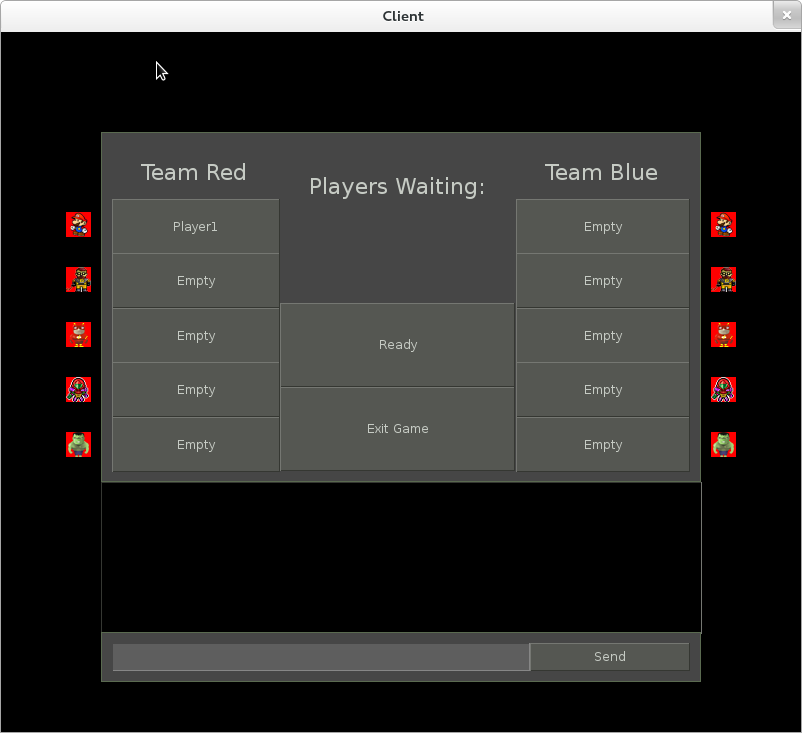 Client
Team Red
Players Waiting:
Team Blue
Player1
Empty
Empty
Empty
Empty
Ready
Exit Game
Empty
Empty
Empty
Empty
Empty
Send